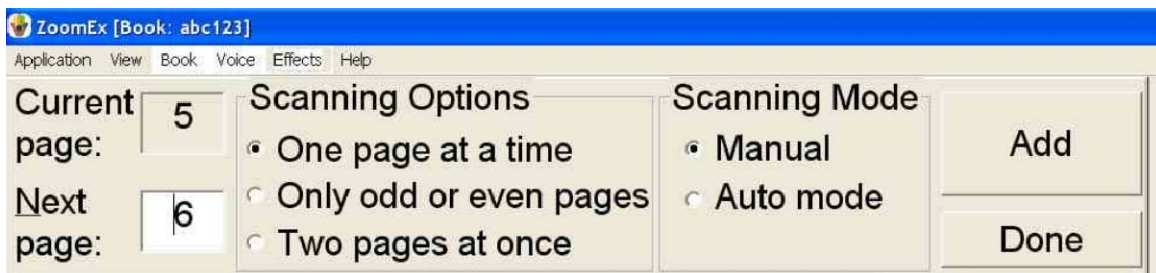 ZoomEx [Book: abc123]
Application View Book Voice Effects Help
Current page: 5
Next page: 6
Scanning Options
One page at a time
Only odd or even pages
Two pages at once
Scanning Mode
Manual
Auto mode
Add
Done